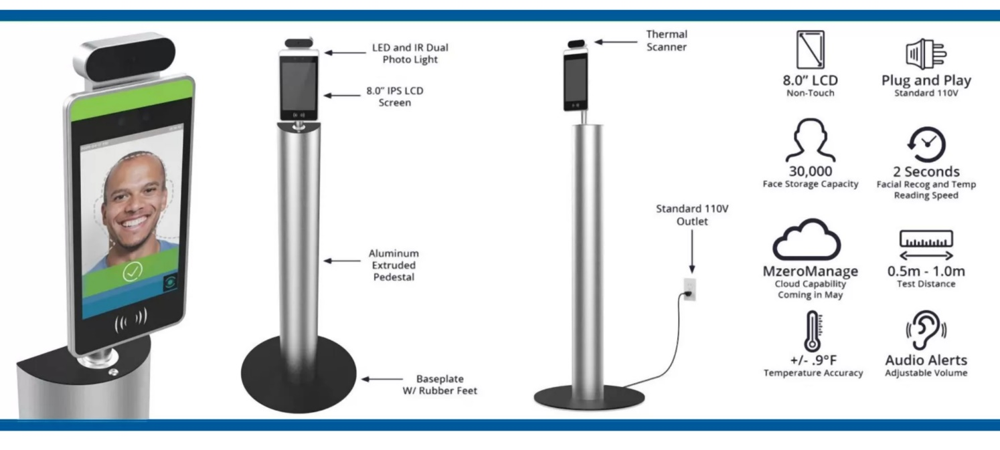 LED and IR Dual
Photo Light
8.0" IPS LCD
Screen
Aluminum
Extruded
Pedestal
Baseplate
W/ Rubber Feet
Thermal
Scanner
Standard 110V
Outlet
8.0" LCD
Non-Touch
Plug and Play
Standard 110V
30,000
Face Storage Capacity
2 Seconds
Facial Recog and Temp
Reading Speed
MzeroManage
Cloud Capability
Coming in May
0.5m - 1.0m
Test Distance
+/- .9°F
Temperature Accuracy
Audio Alerts
Adjustable Volume